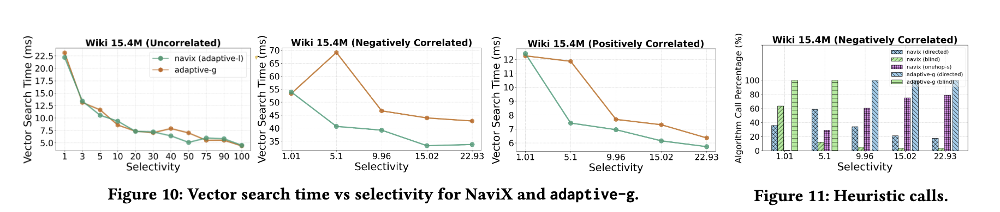 Wiki 15.4M (Uncorrelated)
Vector Search Time (ms)
22.5
20.0
17.5
15.0
12.5
10.0
7.5
5.0
navix (adaptive-l)
adaptive-g
1 3 5 10 20 30 40 50 75 90 100
Selectivity
Wiki 15.4M (Negatively Correlated)
Vector Search Time (ms)
70
65
60
55
50
45
40
35
1.01 5.1 9.96 15.02 22.93
Selectivity
Wiki 15.4M (Positively Correlated)
Vector Search Time (ms)
12
11
10
9
8
7
6
1.01 5.1 9.96 15.02 22.93
Selectivity
Figure 10: Vector search time vs selectivity for NaviX and adaptive-g.
Wiki 15.4M (Negatively Correlated)
Algorithm Call Percentage (%)
100
80
60
40
20
0
navix (directed)
navix (blind)
navix (onehop-s)
adaptive-g (directed)
adaptive-g (blind)
1.01 5.1 9.96 15.02 22.93
Selectivity
Figure 11: Heuristic calls.